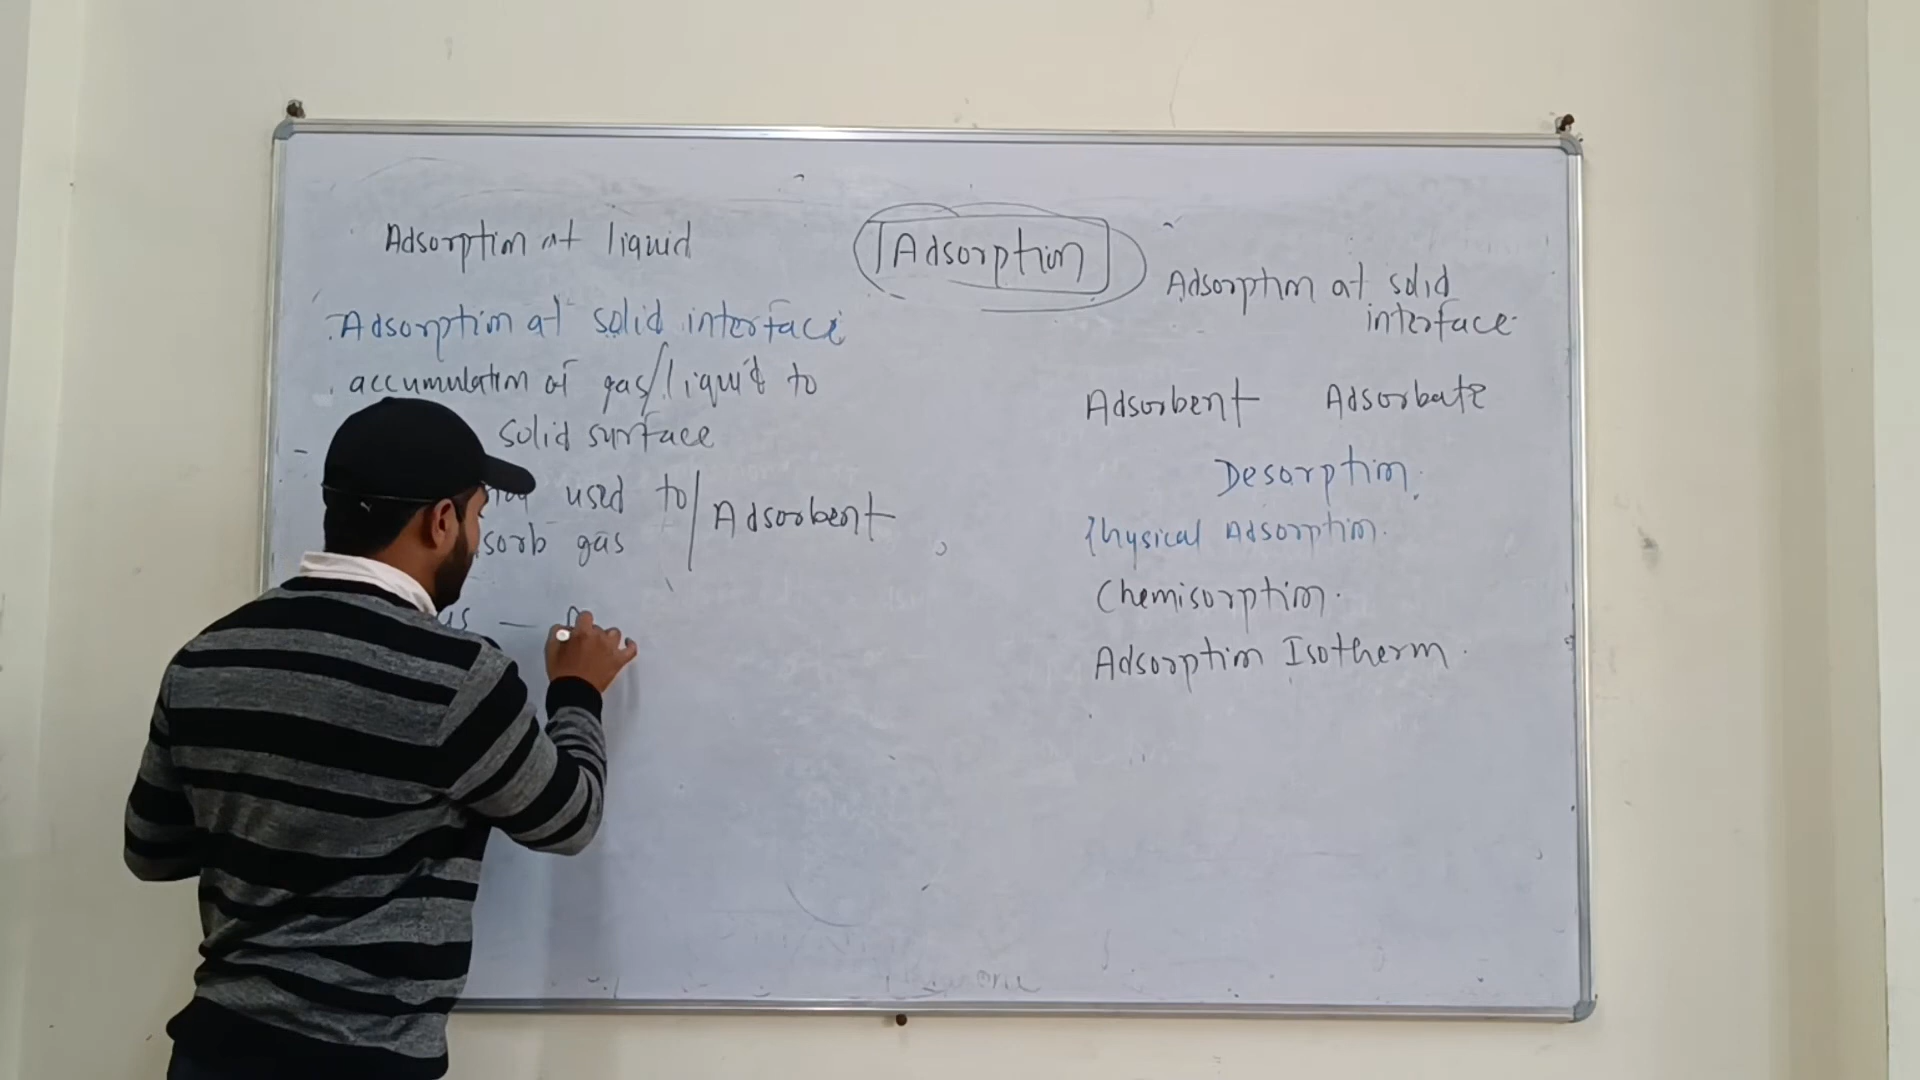 Adsorption at liquid
Adsorption
Adsorption at solid
interface
Adsorption at solid interface
accumulation of gas/liquid to
solid surface
used to
Adsorbent
gas
Adsorbent Adsorbate
Desorption
Physical Adsorption
Chemisorption
Adsorption Isotherm